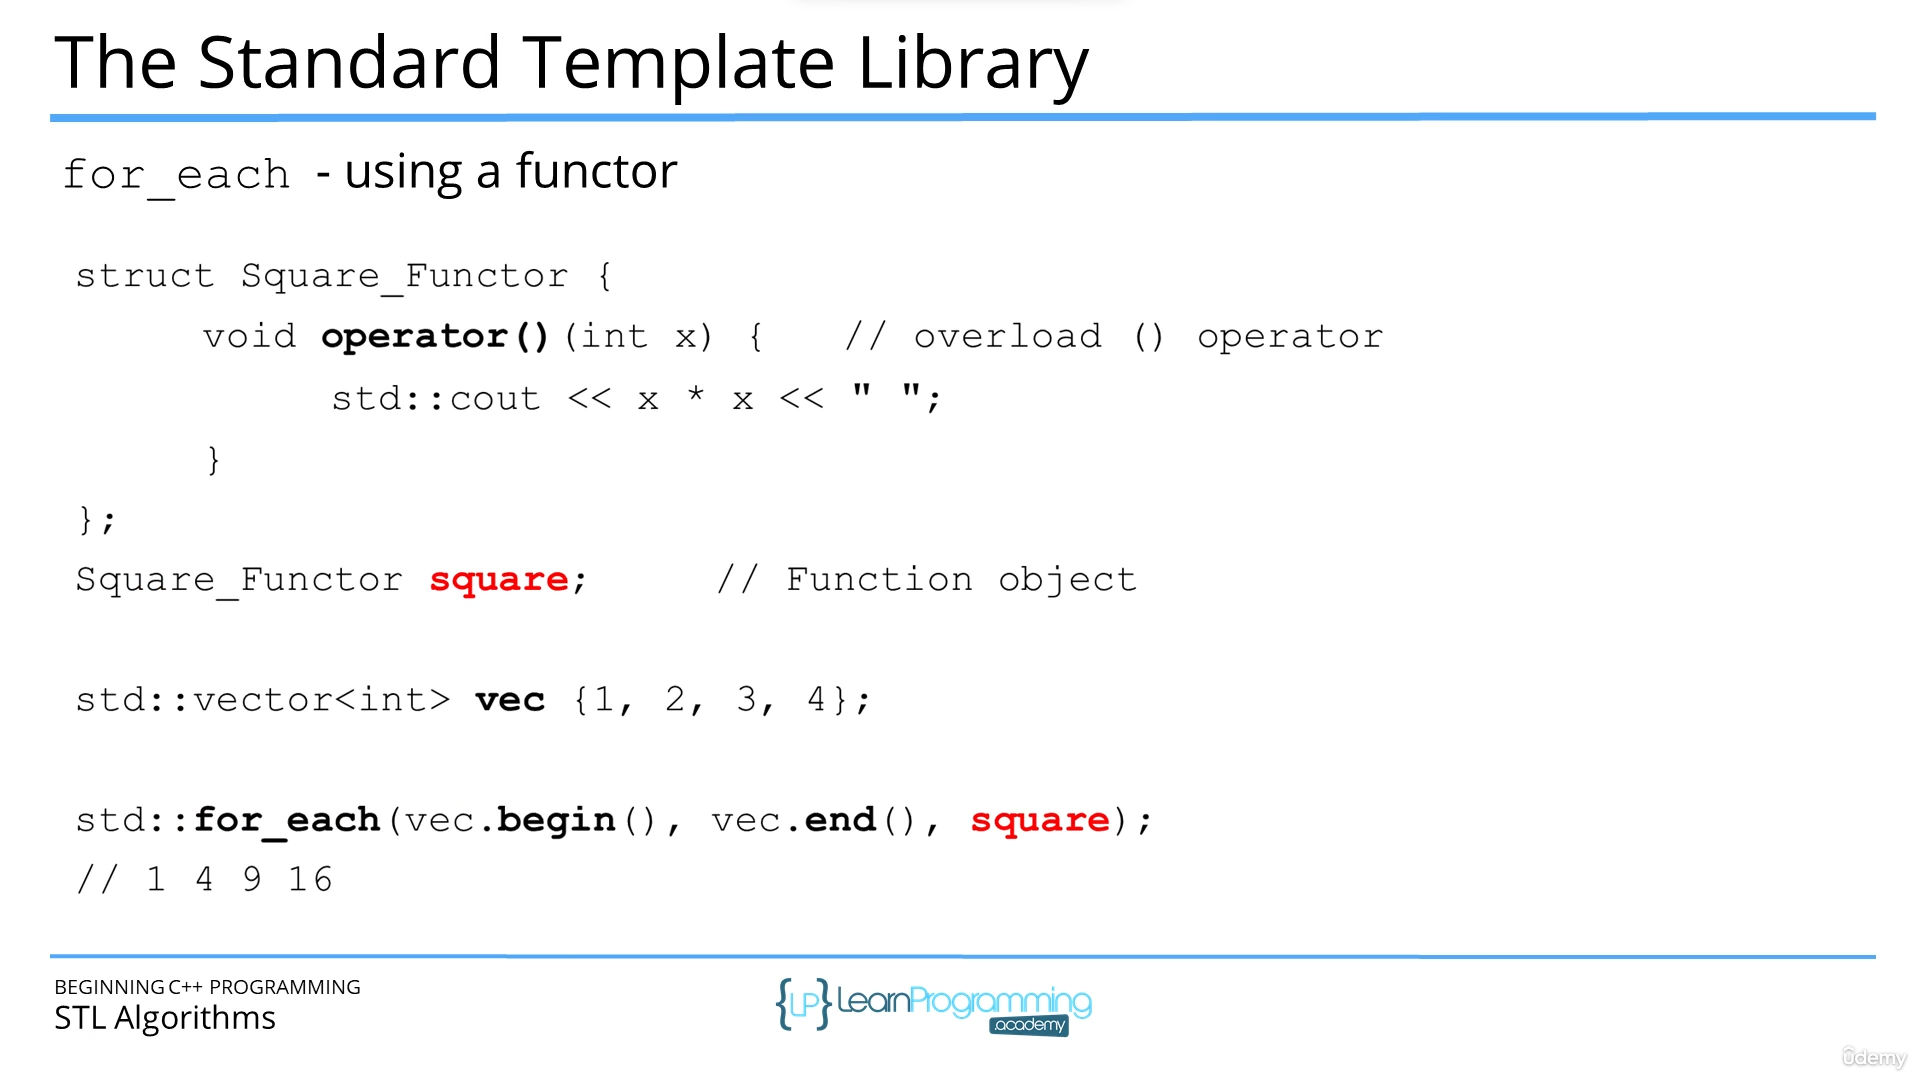 The Standard Template Library
for_each - using a functor
struct Square_Functor {
void operator()(int x) { // overload () operator
std::cout << x * x << " ";
}
};
Square_Functor square; // Function object
std::vector<int> vec {1, 2, 3, 4};
std::for_each(vec.begin(), vec.end(), square);
// 1 4 9 16
BEGINNING C++ PROGRAMMING
STL Algorithms
{LP} LearnProgramming
.academy
ûdemy